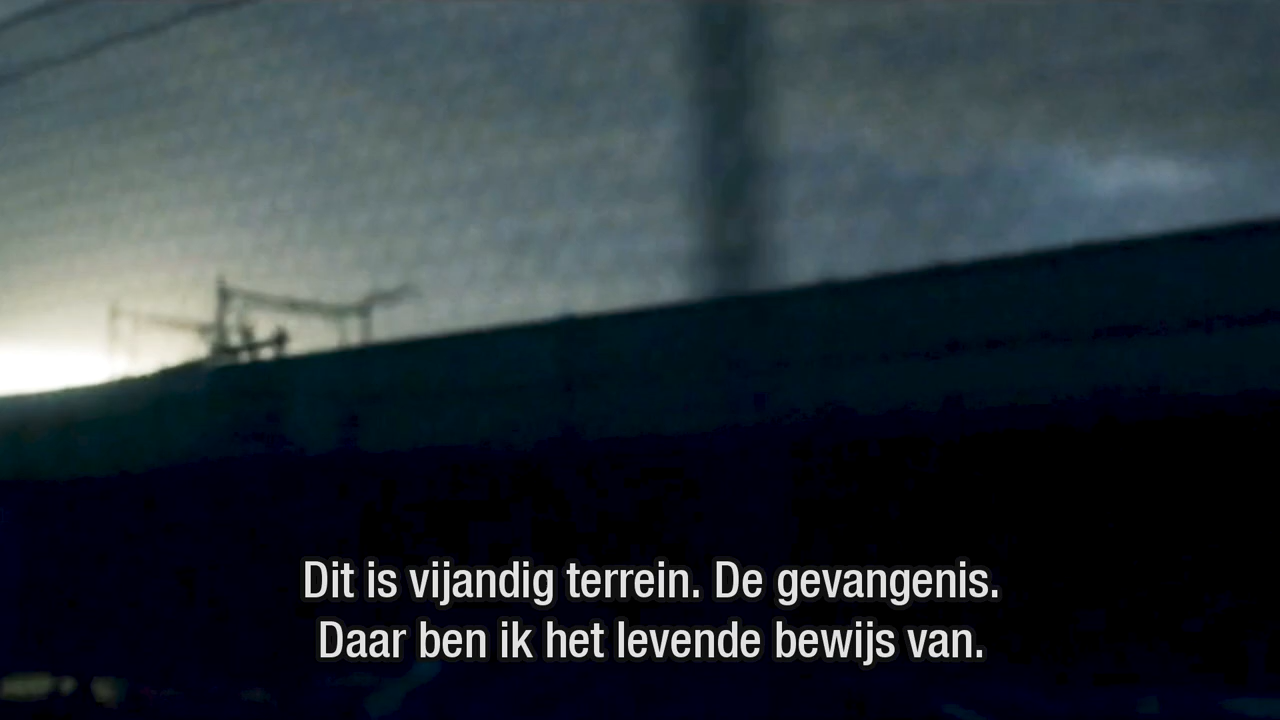 Dit is vijandig terrein. De gevangenis.
Daar ben ik het levende bewijs van.